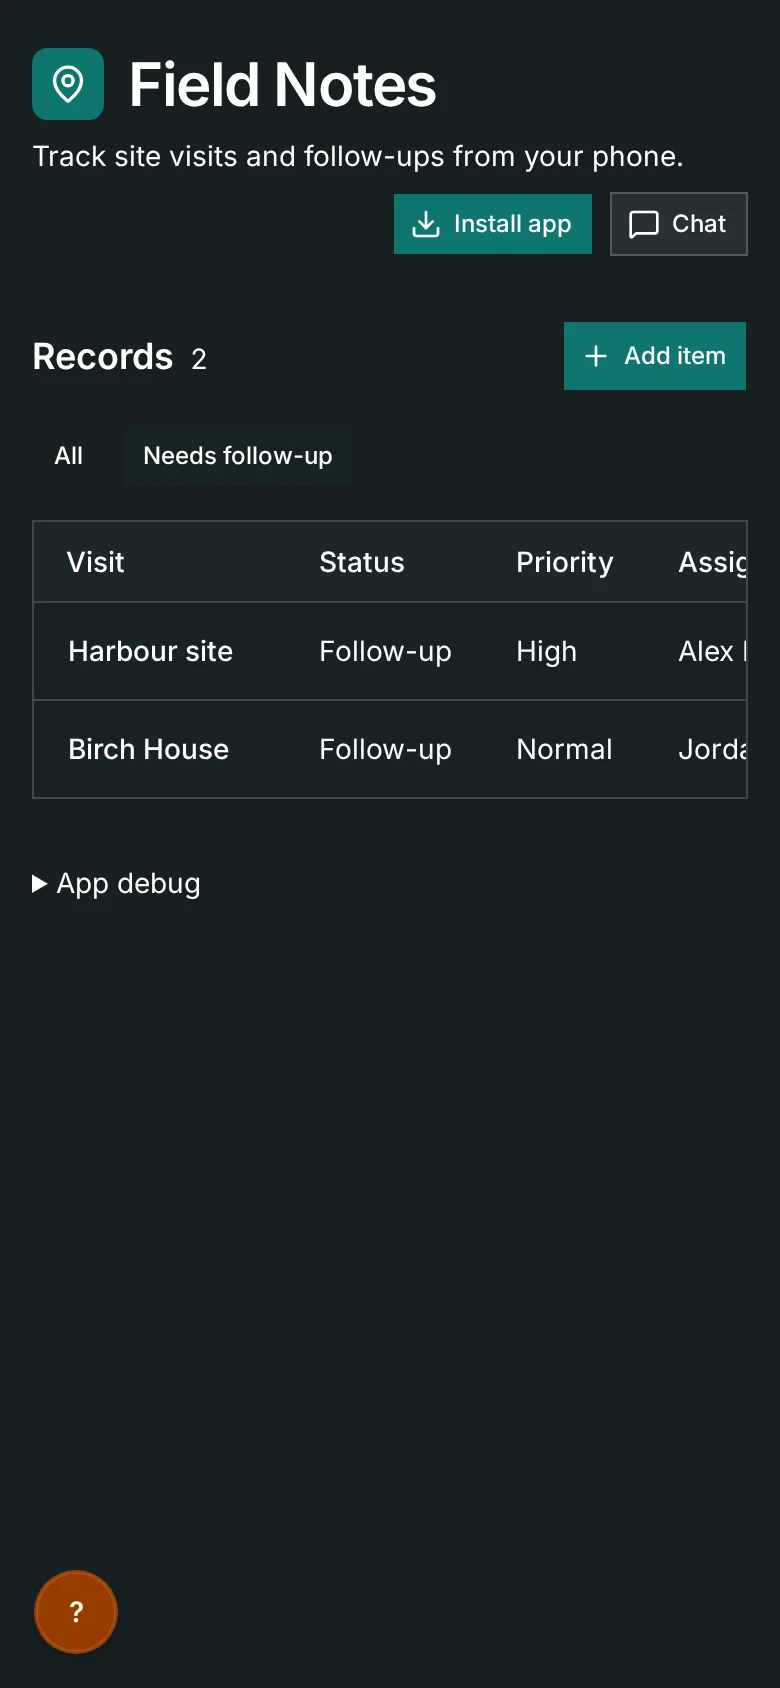 Field Notes
Track site visits and follow-ups from your phone.
Install app Chat
Records 2 Add item
All Needs follow-up
Visit Status Priority
Harbour site Follow-up High Alex
Birch House Follow-up Normal
App debug
?